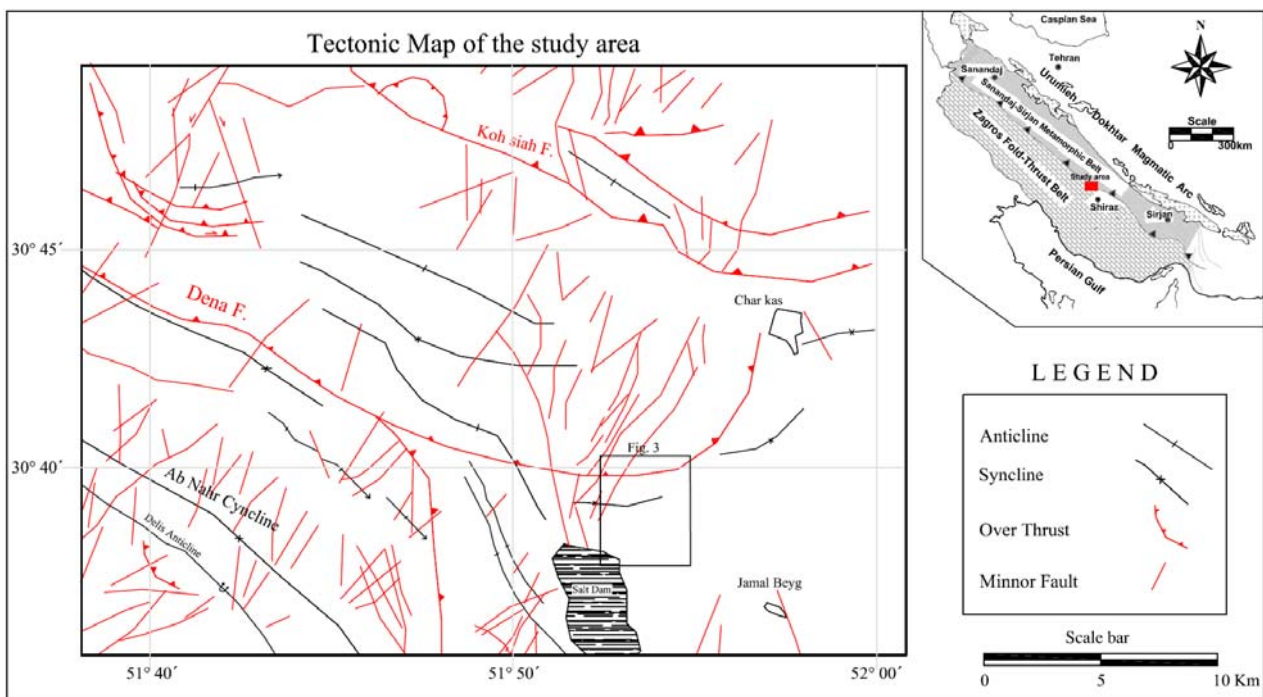 Tectonic Map of the study area
Koh siah F.
30° 45´
Dena F.
Char kas
Fig. 3
30° 40´
Ab Nahr Cyncline
Delis Anticline
Salt Dam
Jamal Beyg
51° 40´
51° 50´
52° 00´
Caspian Sea
N
Tehran
Sanandaj
Urumieh Dokhtar Magmatic Arc
Sanandaj-Sirjan Metamorphic Belt
Scale
0 300km
Zagros Fold-Thrust Belt
Study area
Shiraz
Sirjan
Persian Gulf
LEGEND
Anticline
Syncline
Over Thrust
Minnor Fault
Scale bar
0 5 10 Km